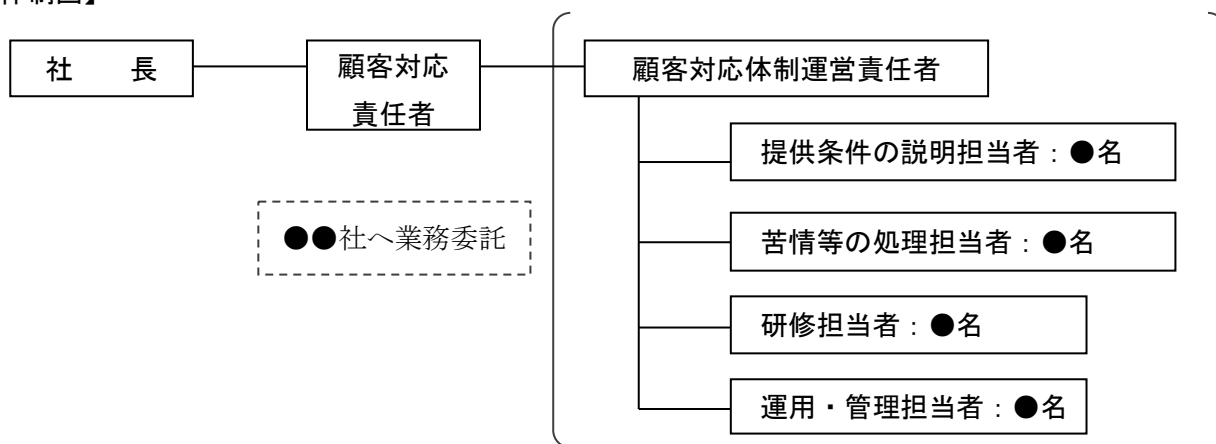 社　　長
顧客対応
責任者
顧客対応体制運営責任者
提供条件の説明担当者：●名
●●社へ業務委託
苦情等の処理担当者：●名
研修担当者：●名
運用・管理担当者：●名